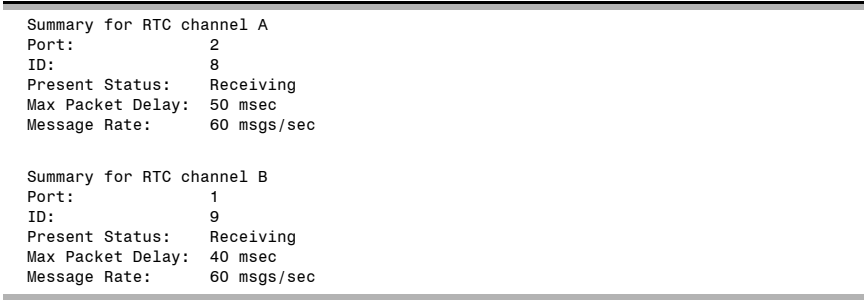 Summary for RTC channel A
Port: 2
ID: 8
Present Status: Receiving
Max Packet Delay: 50 msec
Message Rate: 60 msgs/sec
Summary for RTC channel B
Port: 1
ID: 9
Present Status: Receiving
Max Packet Delay: 40 msec
Message Rate: 60 msgs/sec